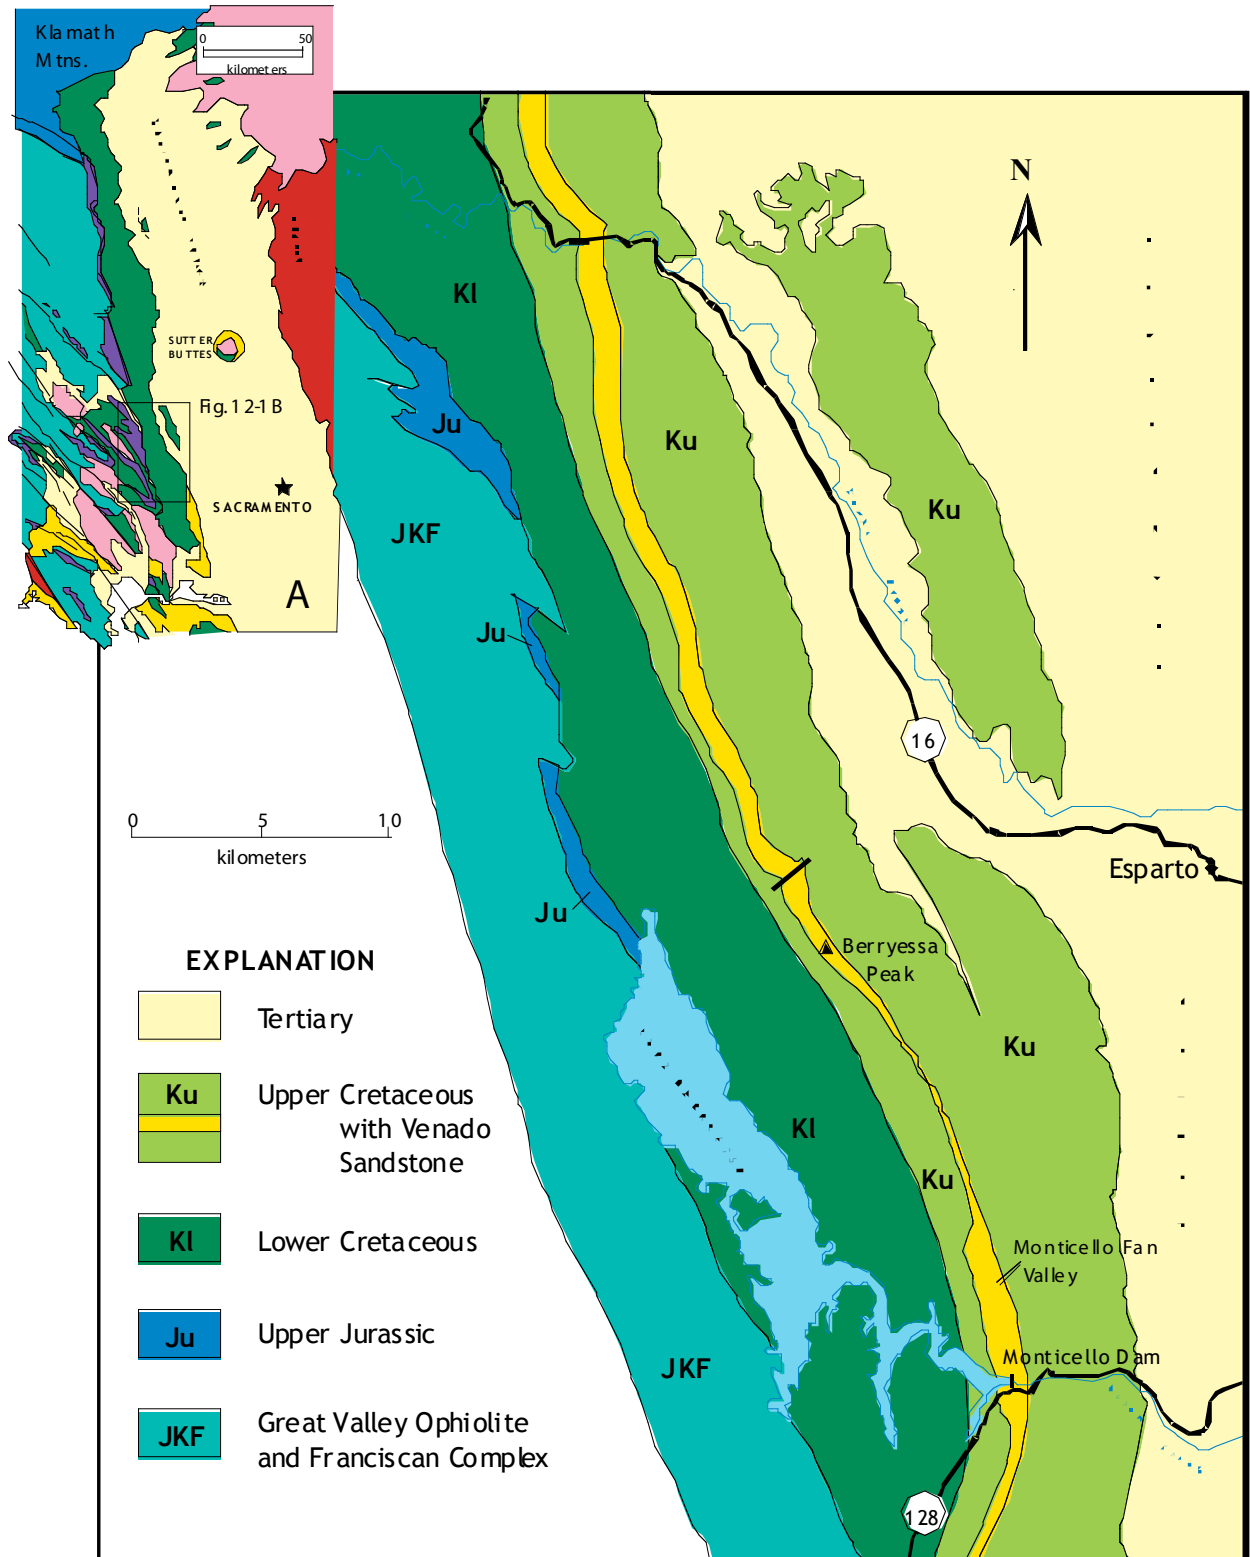 Klamath
Mtns.
0 50
kilometers
SUTTER
BUTTES
Fig.12-1B
SACRAMENTO
A
N
Kl
Ju
Ku
Ku
JKF
Ju
16
0 5 10
kilometers
Esparto
Ju
Berryessa
Peak
EXPLANATION
Tertiary
Ku
Upper Cretaceous
with Venado
Sandstone
Kl
Lower Cretaceous
Ju
Upper Jurassic
JKF
Great Valley Ophiolite
and Franciscan Complex
Ku
Kl
Ku
Monticello Fan
Valley
Monticello Dam
JKF
128